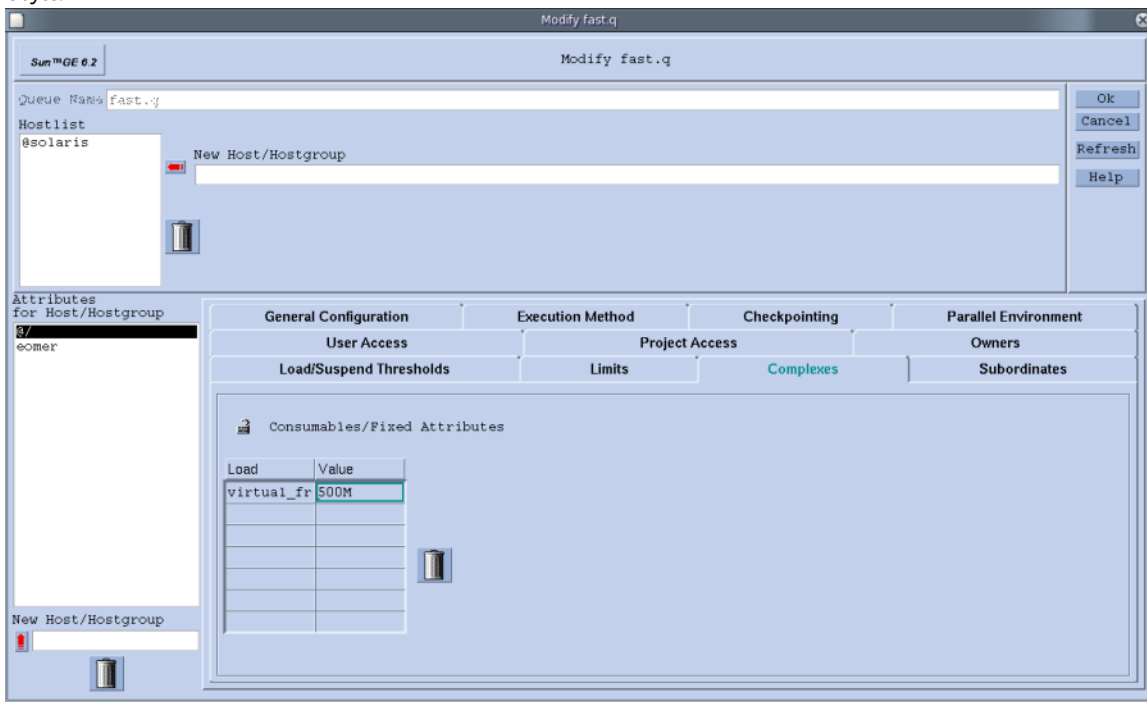 Modify fast.q
Sun™GE 6.2
Modify fast.q
Queue Name fast.q
Ok
Hostlist
Cancel
@solaris
New Host/Hostgroup
Refresh
Help
Attributes
for Host/Hostgroup
@/
eomer
General Configuration Execution Method Checkpointing Parallel Environment
User Access Project Access Owners
Load/Suspend Thresholds Limits Complexes Subordinates
Consumables/Fixed Attributes
Load Value
virtual_fr 500M
New Host/Hostgroup